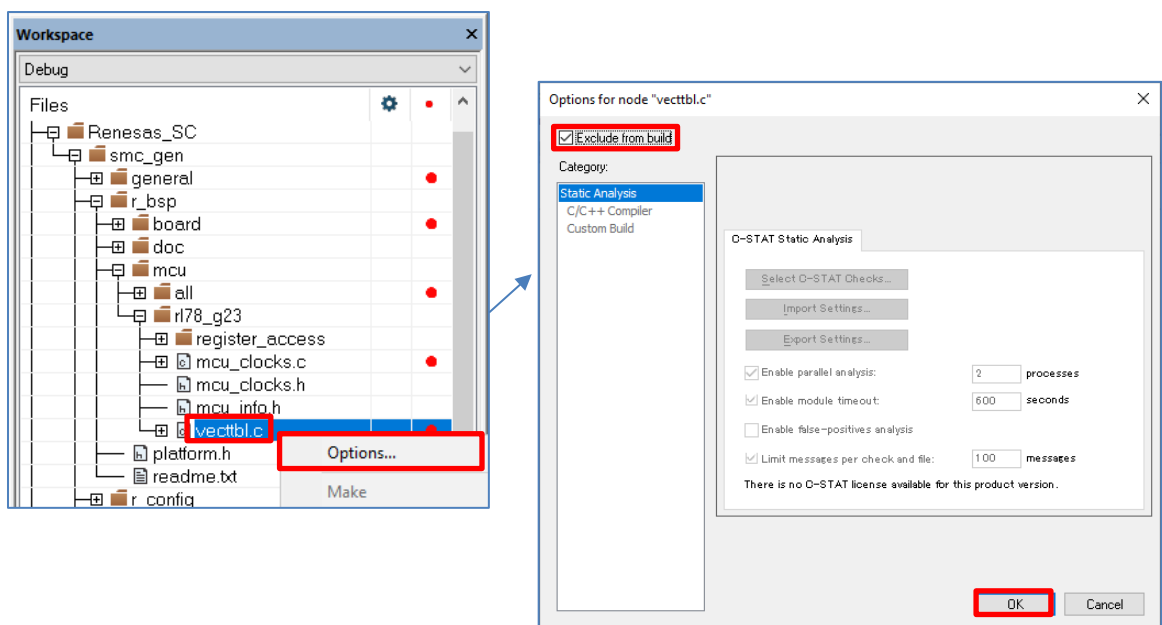 Workspace
Debug
Files
Renesas_SC
smc_gen
general
r_bsp
board
doc
mcu
all
rl78_g23
register_access
mcu_clocks.c
mcu_clocks.h
mcu_info.h
vecttbl.c
platform.h
readme.txt
r_config
Options...
Make
Options for node "vecttbl.c"
Exclude from build
Category:
Static Analysis
C/C++ Compiler
Custom Build
C-STAT Static Analysis
Select C-STAT Checks...
Import Settings...
Export Settings...
Enable parallel analysis: 2 processes
Enable module timeout: 600 seconds
Enable false-positives analysis
Limit messages per check and file: 100 messages
There is no C-STAT license available for this product version.
OK Cancel